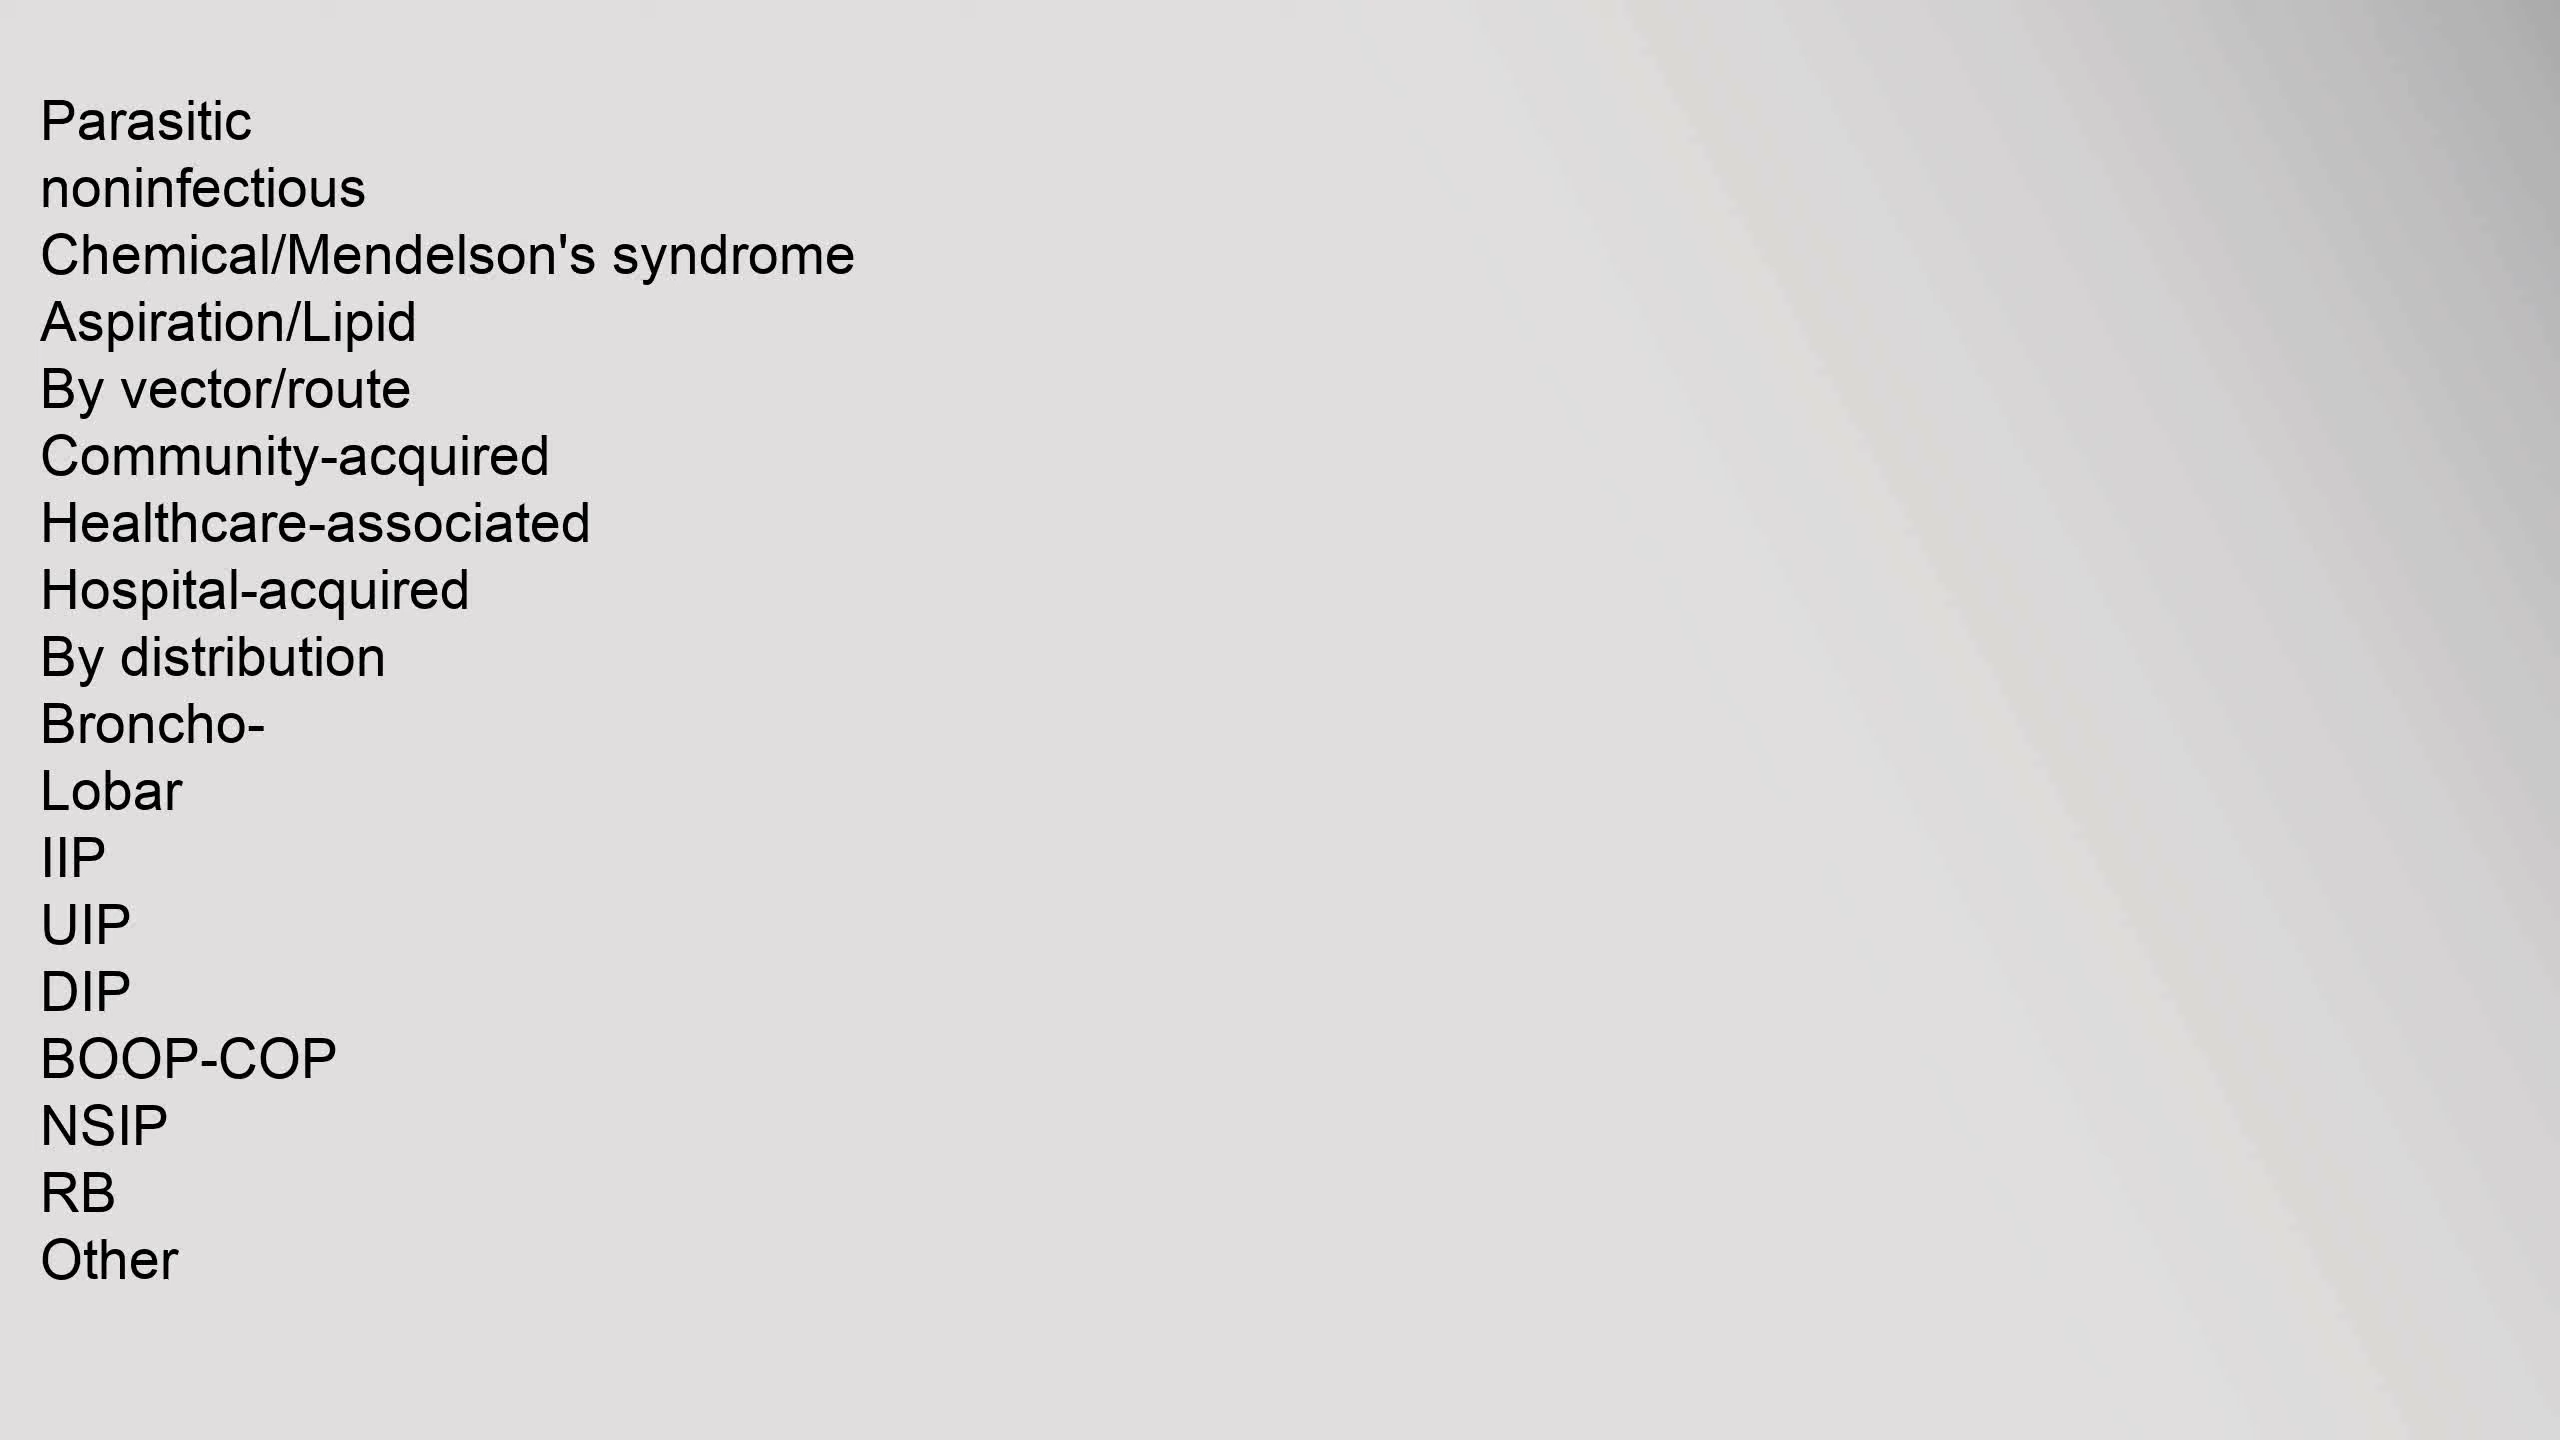 Parasitic
noninfectious
Chemical/Mendelson's syndrome
Aspiration/Lipid
By vector/route
Community-acquired
Healthcare-associated
Hospital-acquired
By distribution
Broncho-
Lobar
IIP
UIP
DIP
BOOP-COP
NSIP
RB
Other